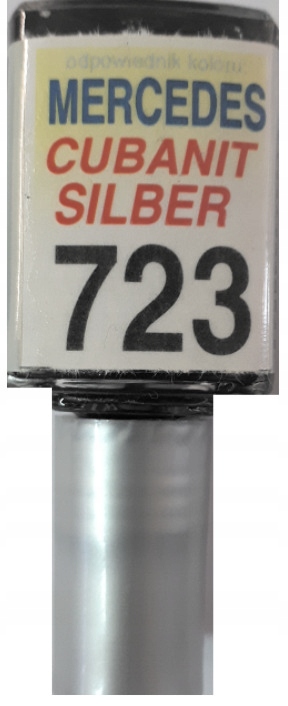 odpowiednik koloru:
MERCEDES
CUBANIT
SILBER
723